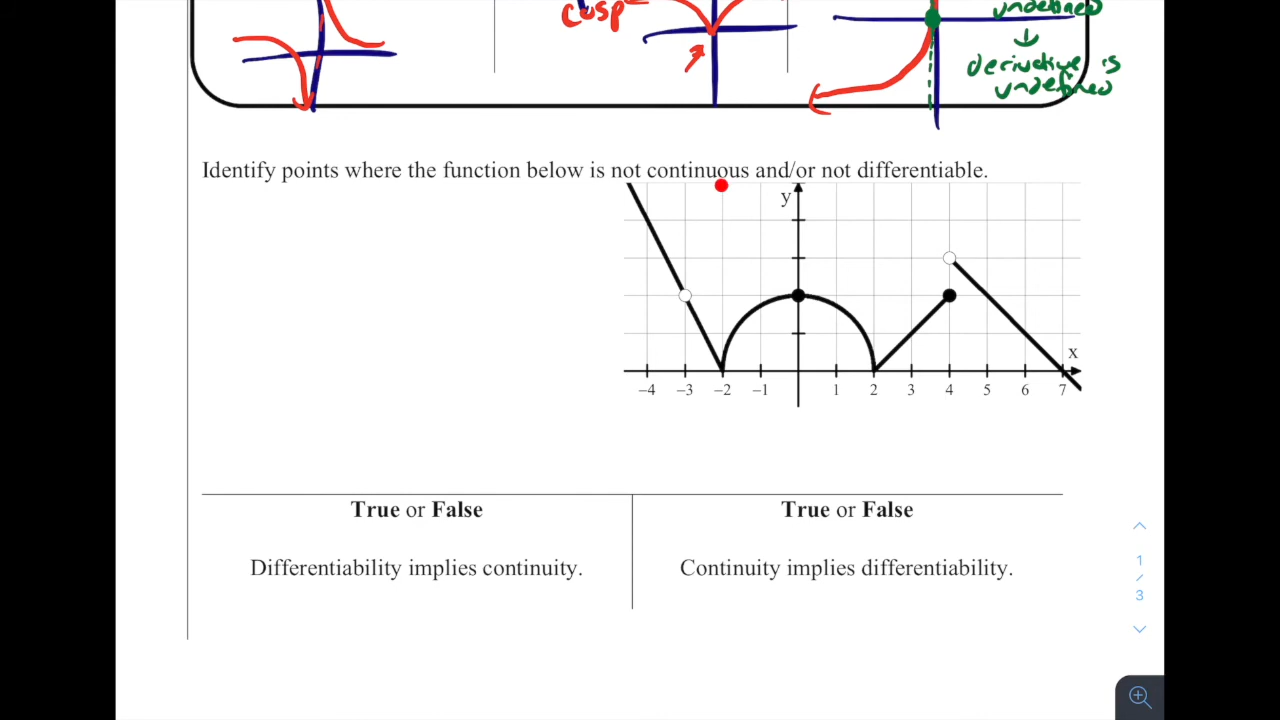 cusp
undefined
↓
derivative is
undefined
Identify points where the function below is not continuous and/or not differentiable.
y
x
–4 –3 –2 –1 1 2 3 4 5 6 7
True or False
True or False
Differentiability implies continuity.
Continuity implies differentiability.
1
/
3